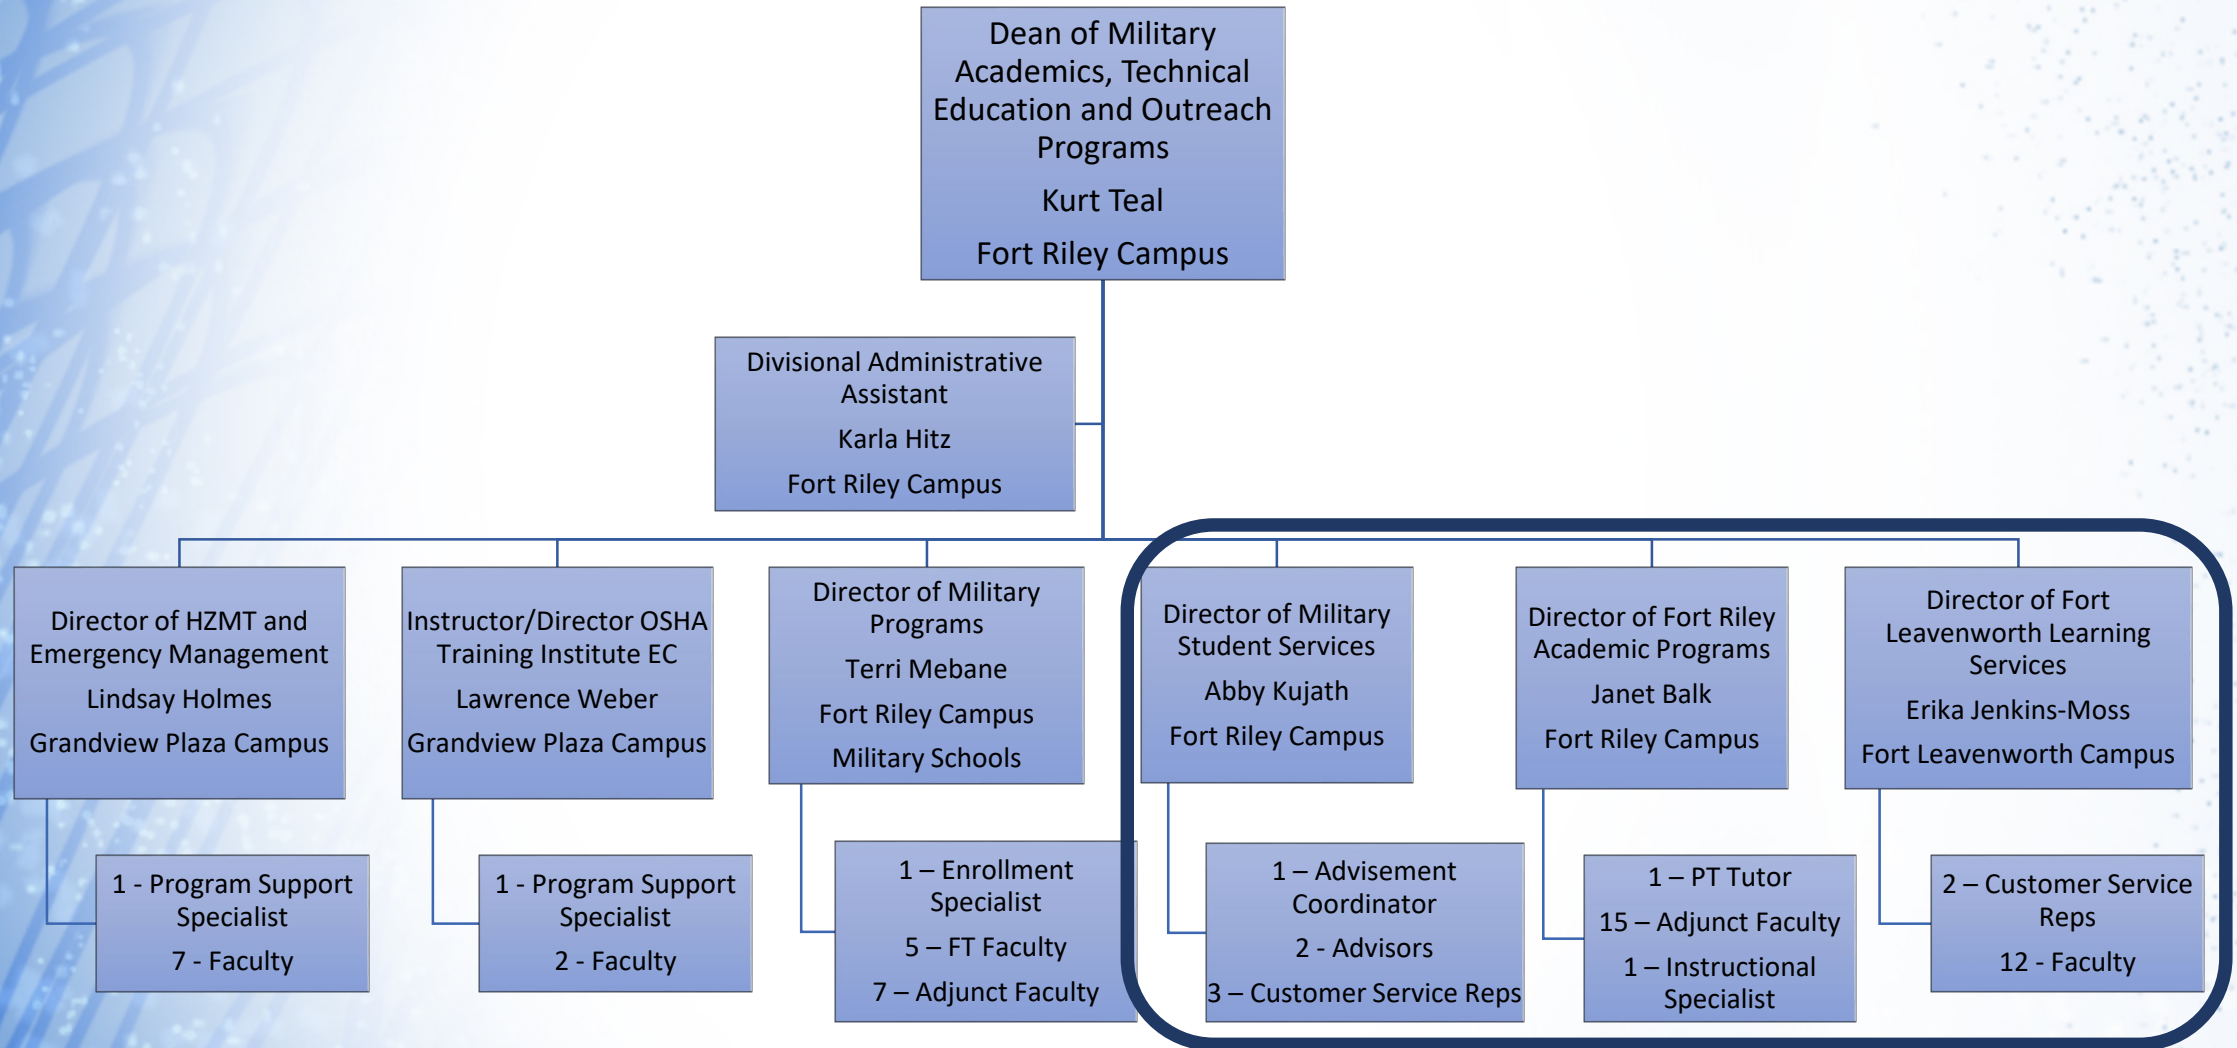 Dean of Military
Academics, Technical
Education and Outreach
Programs
Kurt Teal
Fort Riley Campus
Divisional Administrative
Assistant
Karla Hitz
Fort Riley Campus
Director of HZMT and
Emergency Management
Lindsay Holmes
Grandview Plaza Campus
1 - Program Support
Specialist
7 - Faculty
Instructor/Director OSHA
Training Institute EC
Lawrence Weber
Grandview Plaza Campus
1 - Program Support
Specialist
2 - Faculty
Director of Military
Programs
Terri Mebane
Fort Riley Campus
Military Schools
1 – Enrollment
Specialist
5 – FT Faculty
7 – Adjunct Faculty
Director of Military
Student Services
Abby Kujath
Fort Riley Campus
1 – Advisement
Coordinator
2 - Advisors
3 – Customer Service Reps
Director of Fort Riley
Academic Programs
Janet Balk
Fort Riley Campus
1 – PT Tutor
15 – Adjunct Faculty
1 – Instructional
Specialist
Director of Fort
Leavenworth Learning
Services
Erika Jenkins-Moss
Fort Leavenworth Campus
2 – Customer Service
Reps
12 - Faculty